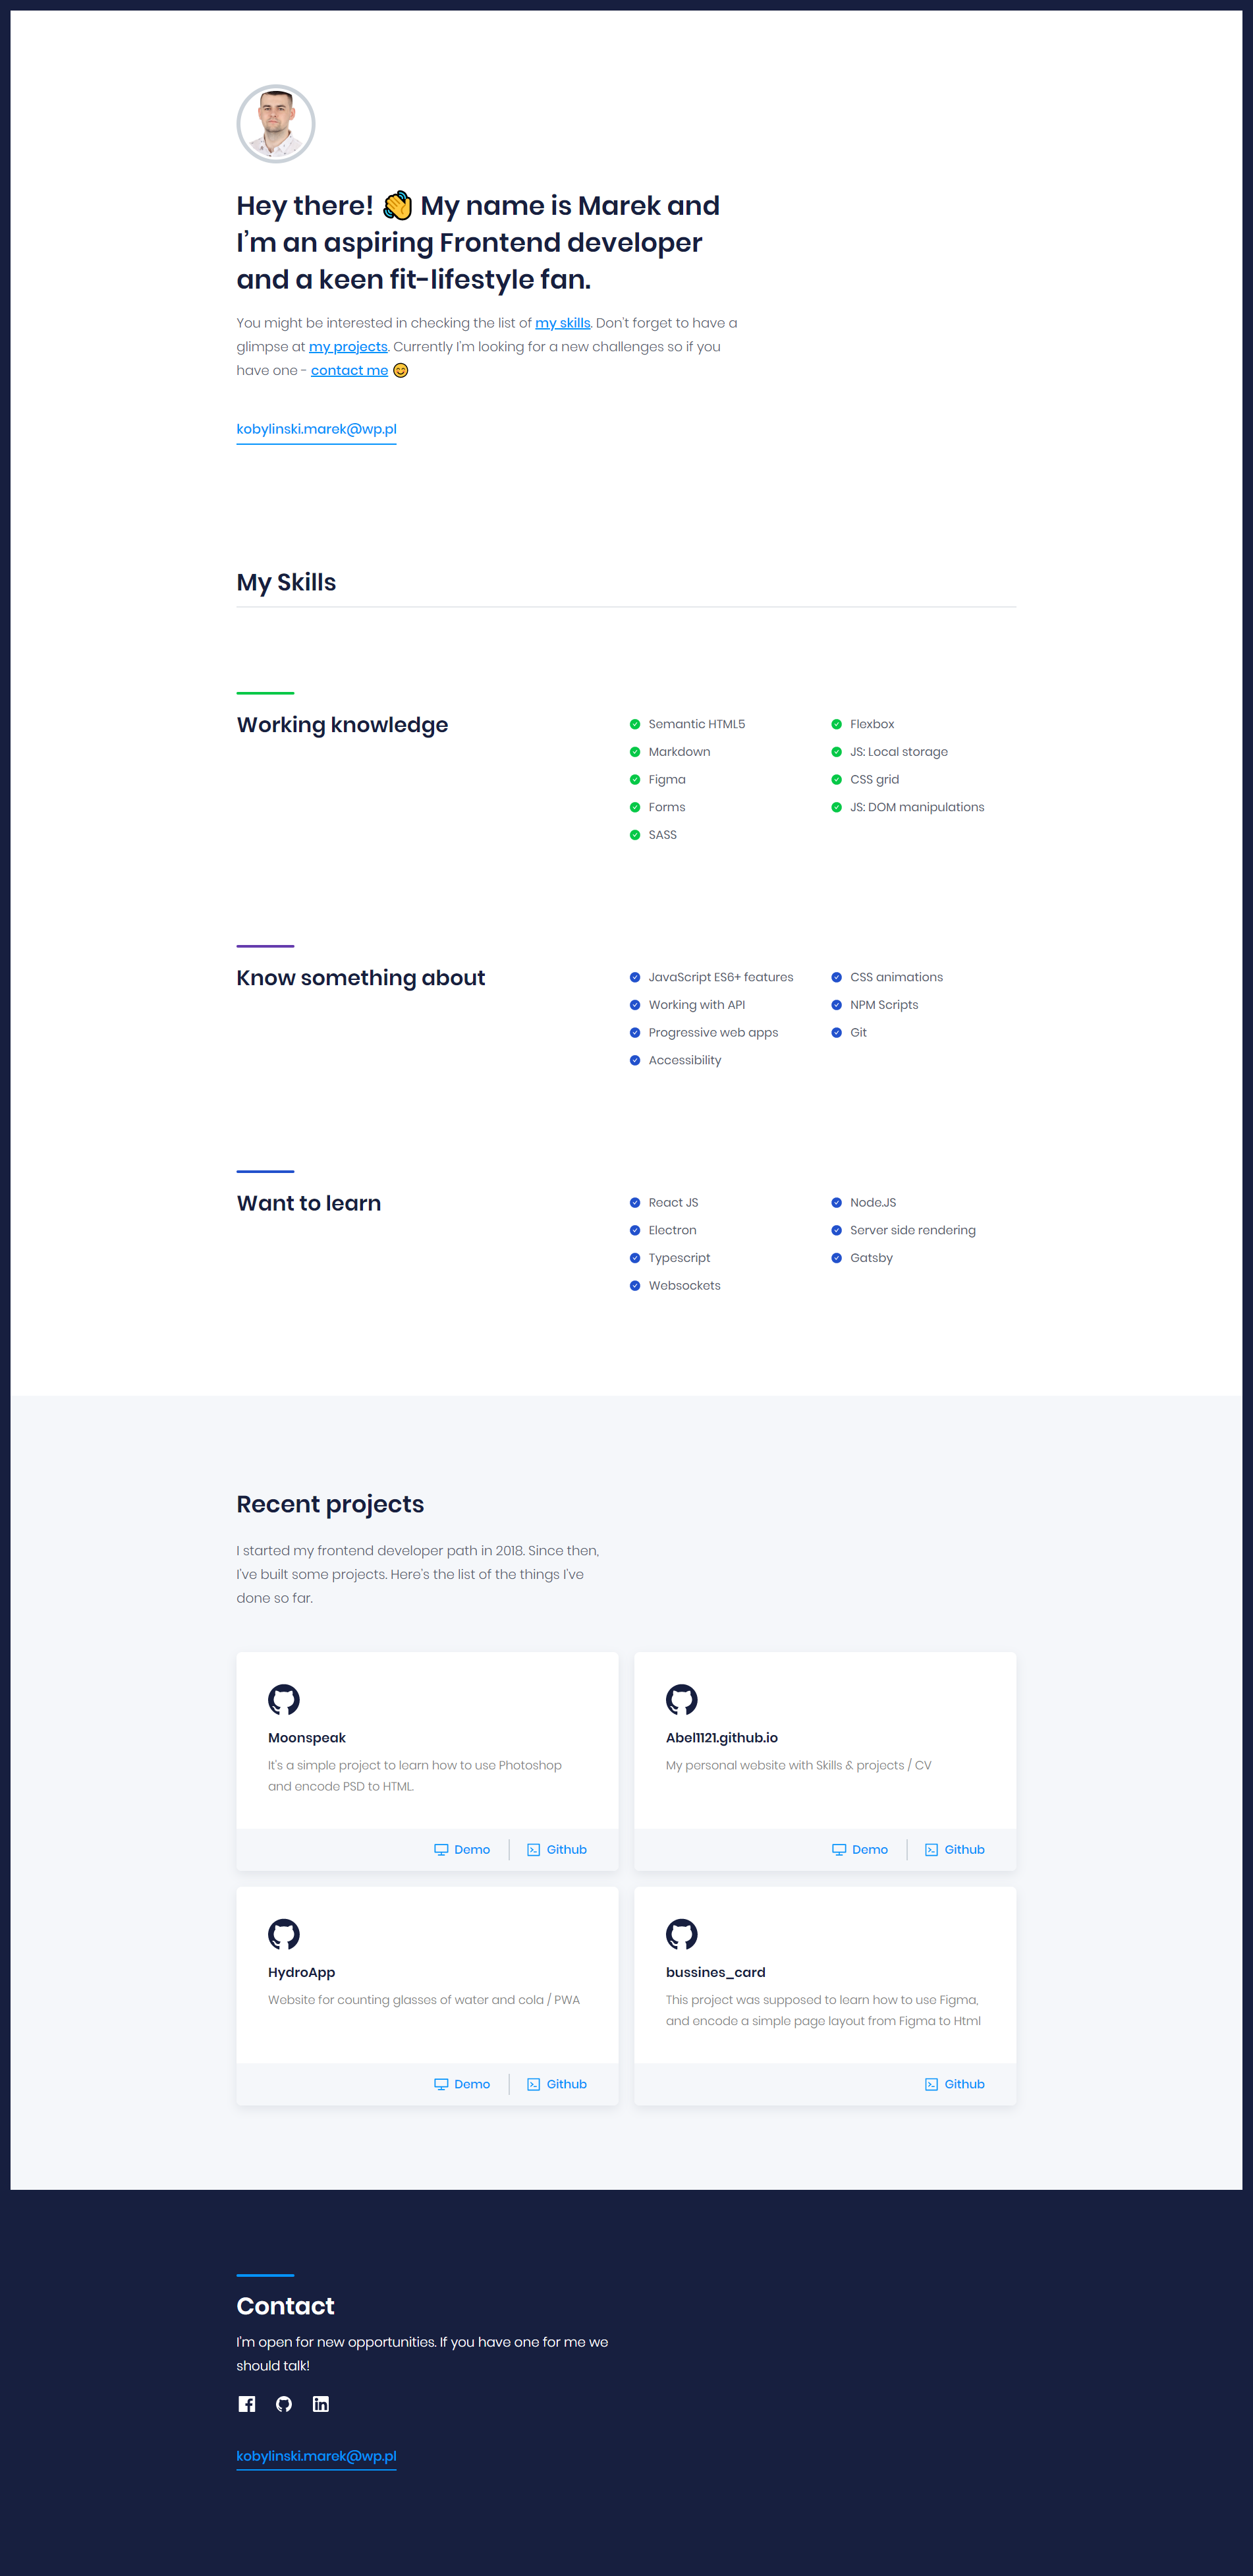 Hey there! 👋 My name is Marek and
I'm an aspiring Frontend developer
and a keen fit-lifestyle fan.
You might be interested in checking the list of my skills. Don't forget to have a
glimpse at my projects. Currently I'm looking for a new challenges so if you
have one - contact me 😊
kobylinski.marek@wp.pl
My Skills
Working knowledge
Semantic HTML5
Markdown
Figma
Forms
SASS
Flexbox
JS: Local storage
CSS grid
JS: DOM manipulations
Know something about
JavaScript ES6+ features
Working with API
Progressive web apps
Accessibility
CSS animations
NPM Scripts
Git
Want to learn
React JS
Electron
Typescript
Websockets
Node.JS
Server side rendering
Gatsby
Recent projects
I started my frontend developer path in 2018. Since then,
I've built some projects. Here's the list of the things I've
done so far.
Moonspeak
It's a simple project to learn how to use Photoshop
and encode PSD to HTML.
Demo
Github
Abel1121.github.io
My personal website with Skills & projects / CV
Demo
Github
HydroApp
Website for counting glasses of water and cola / PWA
Demo
Github
bussines_card
This project was supposed to learn how to use Figma,
and encode a simple page layout from Figma to Html
Github
Contact
I'm open for new opportunities. If you have one for me we
should talk!
kobylinski.marek@wp.pl